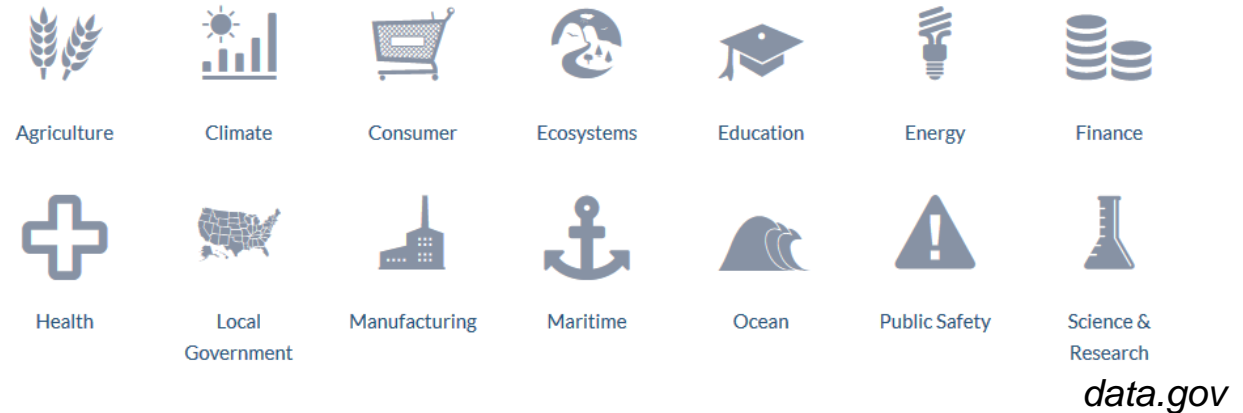 Agriculture
Climate
Consumer
Ecosystems
Education
Energy
Finance
Health
Local
Government
Manufacturing
Maritime
Ocean
Public Safety
Science &
Research
data.gov